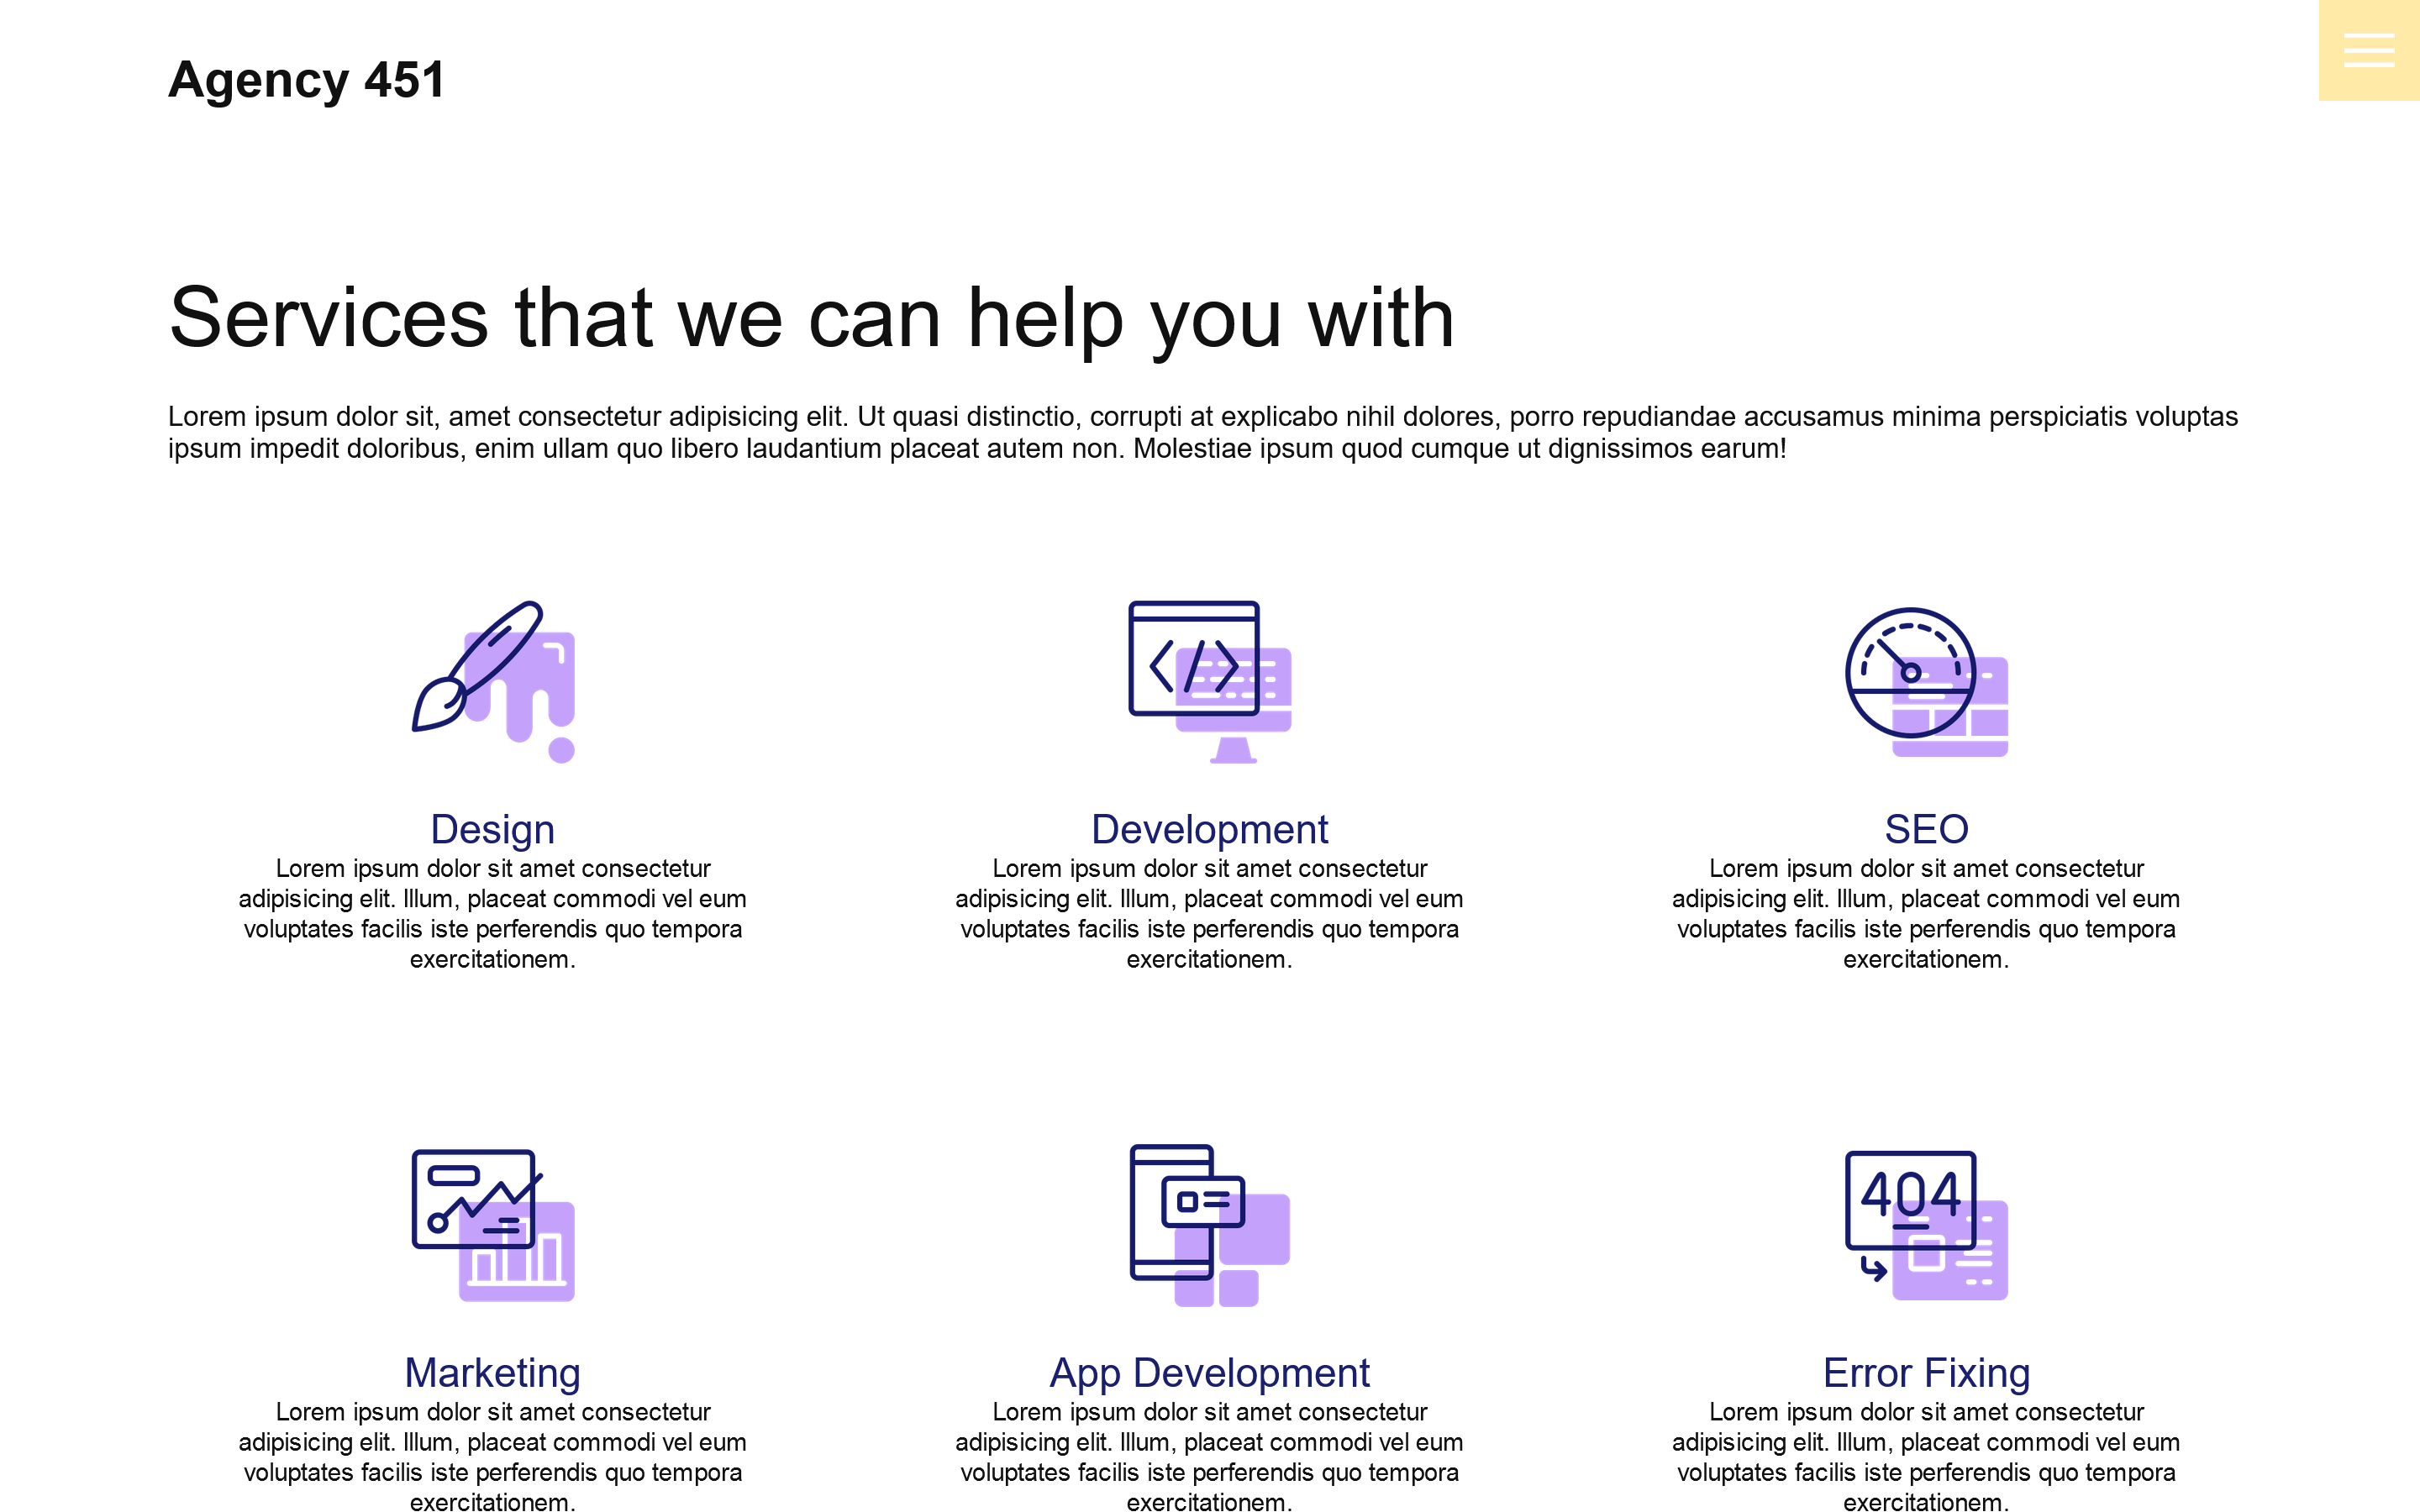 Agency 451
Services that we can help you with
Lorem ipsum dolor sit, amet consectetur adipisicing elit. Ut quasi distinctio, corrupti at explicabo nihil dolores, porro repudiandae accusamus minima perspiciatis voluptas
ipsum impedit doloribus, enim ullam quo libero laudantium placeat autem non. Molestiae ipsum quod cumque ut dignissimos earum!
Design
Lorem ipsum dolor sit amet consectetur
adipisicing elit. Illum, placeat commodi vel eum
voluptates facilis iste perferendis quo tempora
exercitationem.
Development
Lorem ipsum dolor sit amet consectetur
adipisicing elit. Illum, placeat commodi vel eum
voluptates facilis iste perferendis quo tempora
exercitationem.
SEO
Lorem ipsum dolor sit amet consectetur
adipisicing elit. Illum, placeat commodi vel eum
voluptates facilis iste perferendis quo tempora
exercitationem.
Marketing
Lorem ipsum dolor sit amet consectetur
adipisicing elit. Illum, placeat commodi vel eum
voluptates facilis iste perferendis quo tempora
exercitationem.
App Development
Lorem ipsum dolor sit amet consectetur
adipisicing elit. Illum, placeat commodi vel eum
voluptates facilis iste perferendis quo tempora
exercitationem.
404
Error Fixing
Lorem ipsum dolor sit amet consectetur
adipisicing elit. Illum, placeat commodi vel eum
voluptates facilis iste perferendis quo tempora
exercitationem.